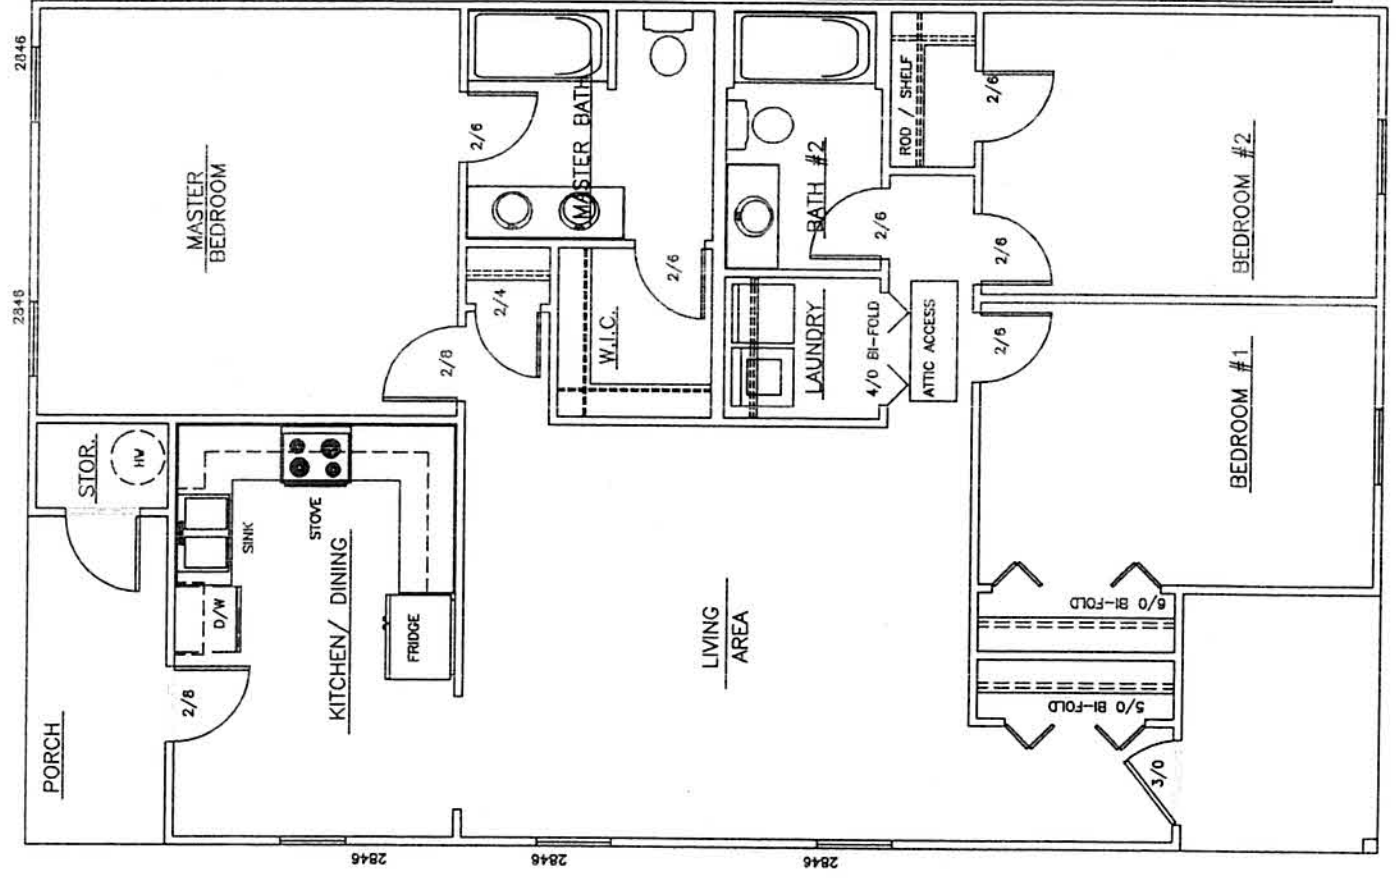 2846
2846
MASTER
BEDROOM
2/6
MASTER BATH
2/8
2/4
W.I.C.
2/6
ROD / SHELF
BATH #2
2/6
2/6
BEDROOM #2
2/6
LAUNDRY
4/0 BI-FOLD
ATTIC ACCESS
2/6
BEDROOM #1
STOR.
HW
SINK
STOVE
D/W
FRIDGE
KITCHEN/ DINING
2/8
PORCH
LIVING
AREA
6/0 BI-FOLD
5/0 BI-FOLD
3/0
2846
2846
2846